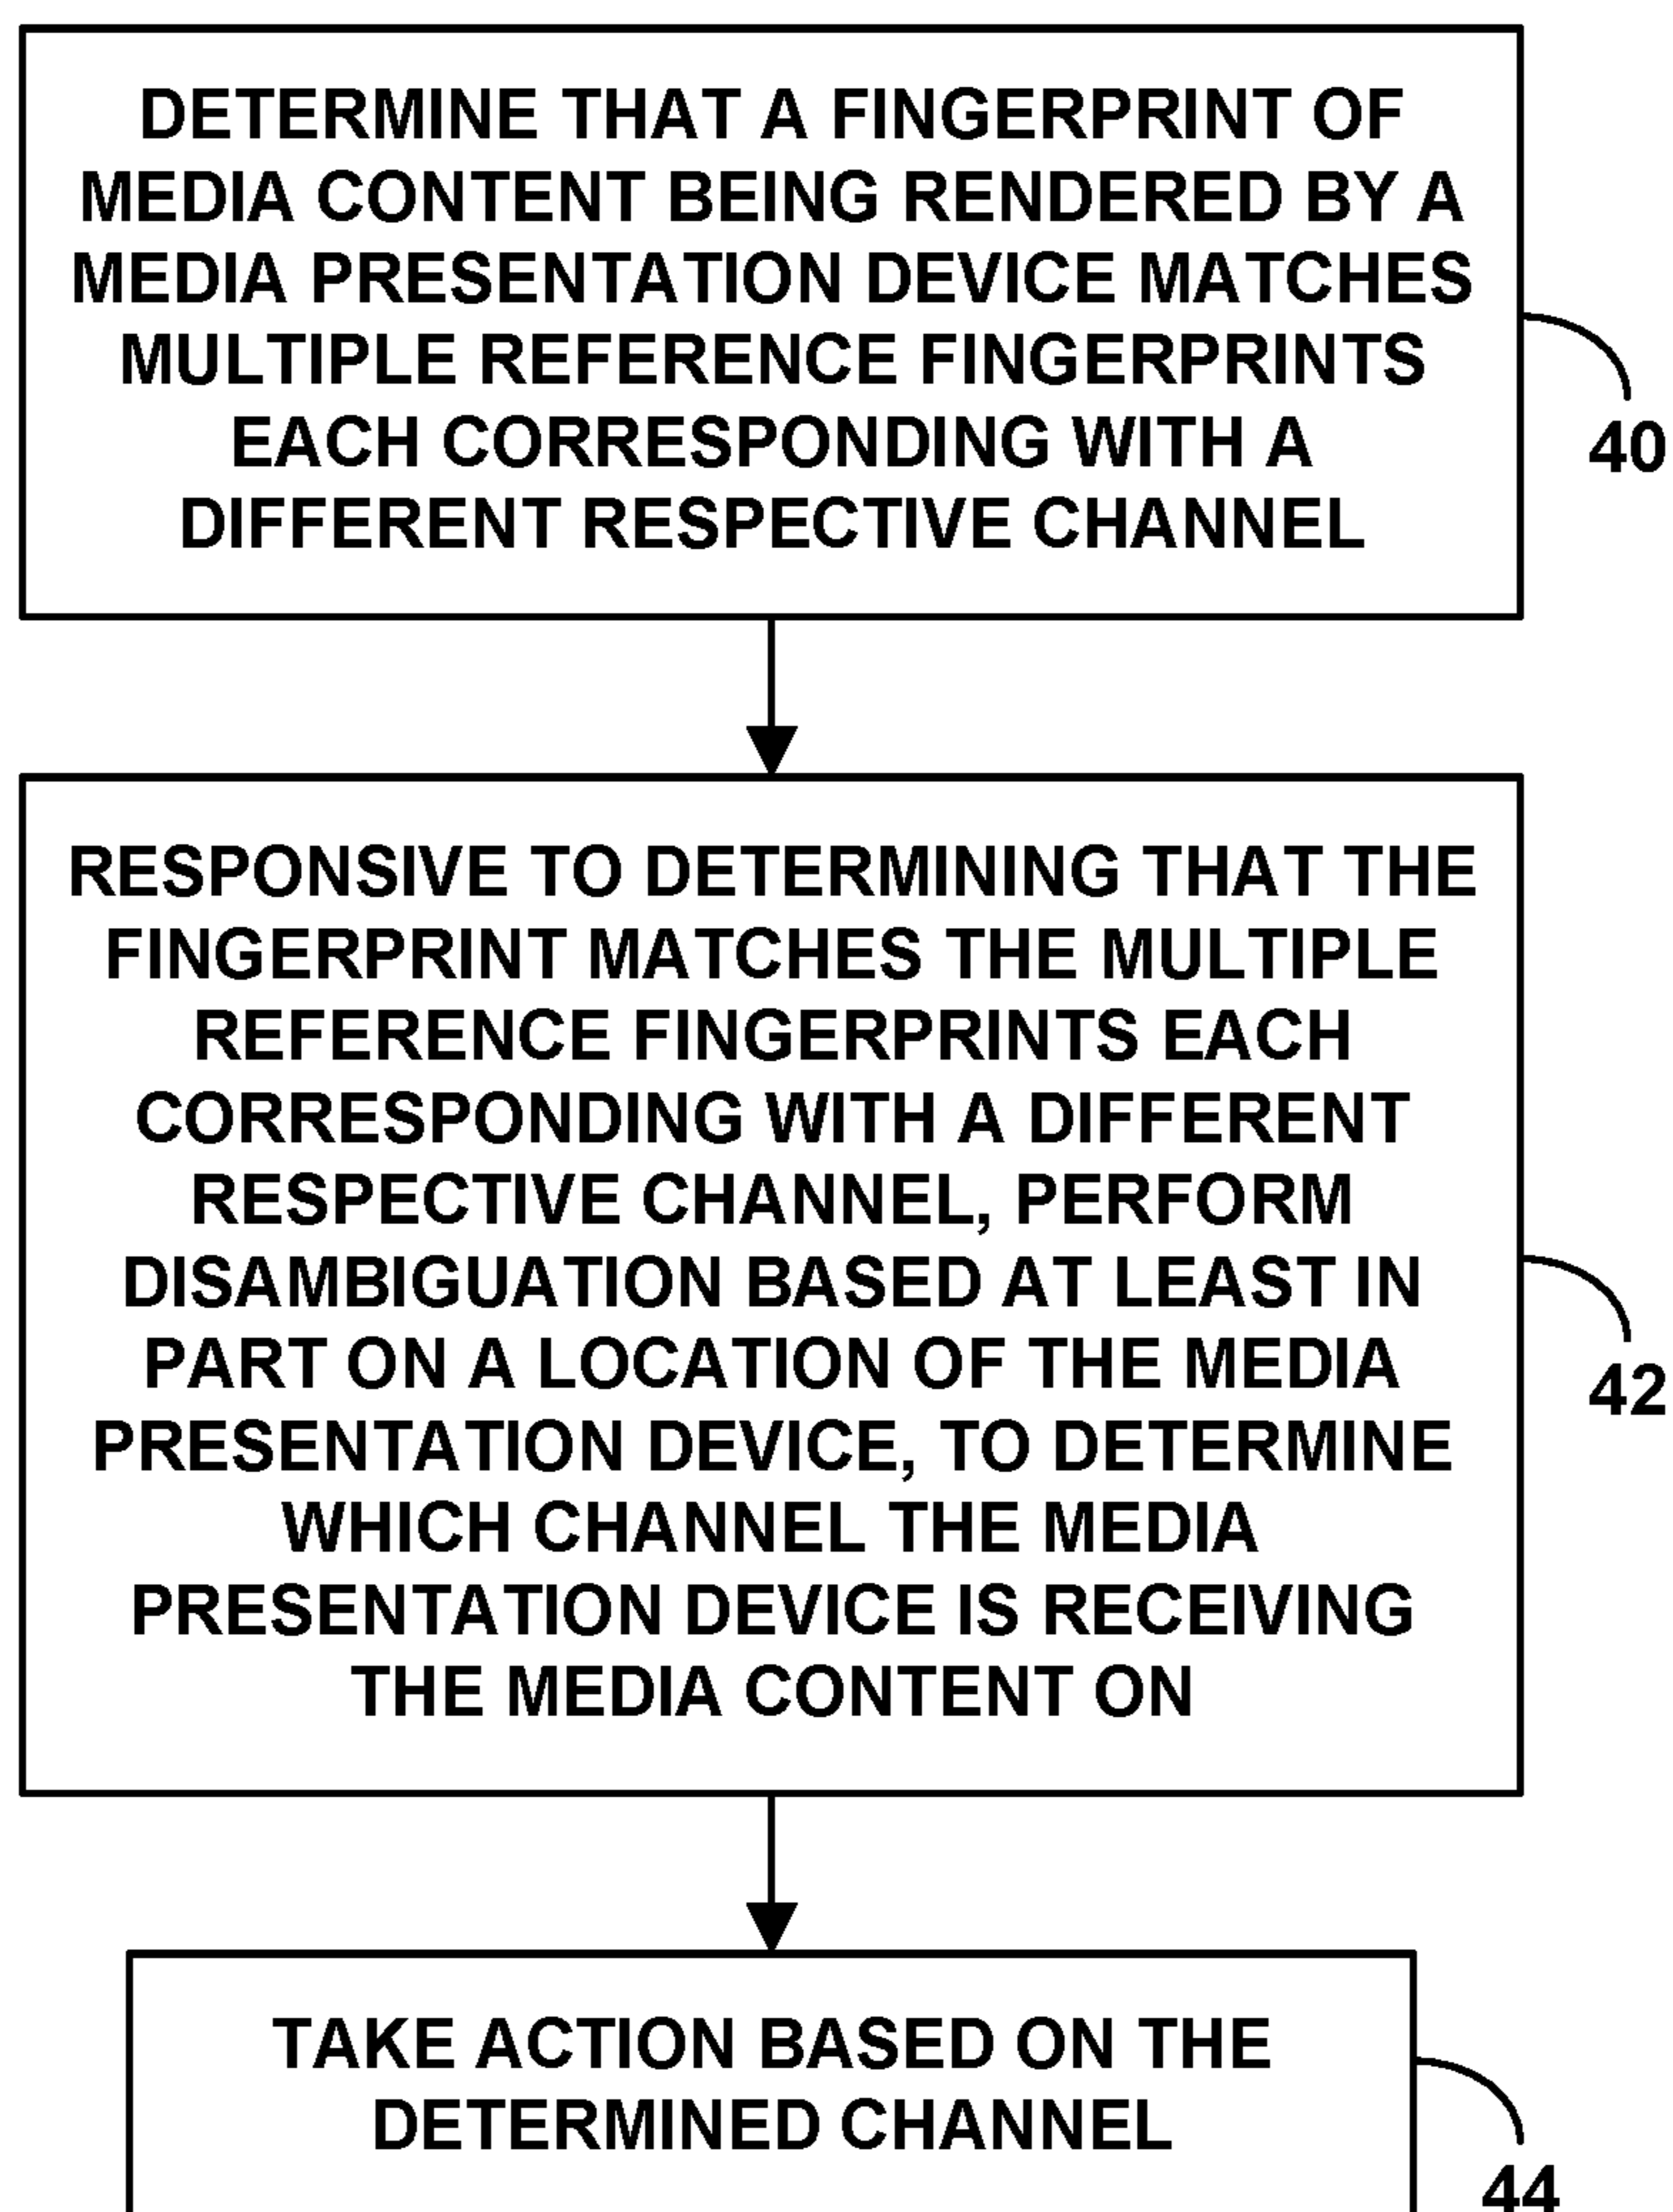 DETERMINE THAT A FINGERPRINT OF
MEDIA CONTENT BEING RENDERED BY A
MEDIA PRESENTATION DEVICE MATCHES
MULTIPLE REFERENCE FINGERPRINTS
EACH CORRESPONDING WITH A
DIFFERENT RESPECTIVE CHANNEL
40
RESPONSIVE TO DETERMINING THAT THE
FINGERPRINT MATCHES THE MULTIPLE
REFERENCE FINGERPRINTS EACH
CORRESPONDING WITH A DIFFERENT
RESPECTIVE CHANNEL, PERFORM
DISAMBIGUATION BASED AT LEAST IN
PART ON A LOCATION OF THE MEDIA
PRESENTATION DEVICE, TO DETERMINE
WHICH CHANNEL THE MEDIA
PRESENTATION DEVICE IS RECEIVING
THE MEDIA CONTENT ON
42
TAKE ACTION BASED ON THE
DETERMINED CHANNEL
44